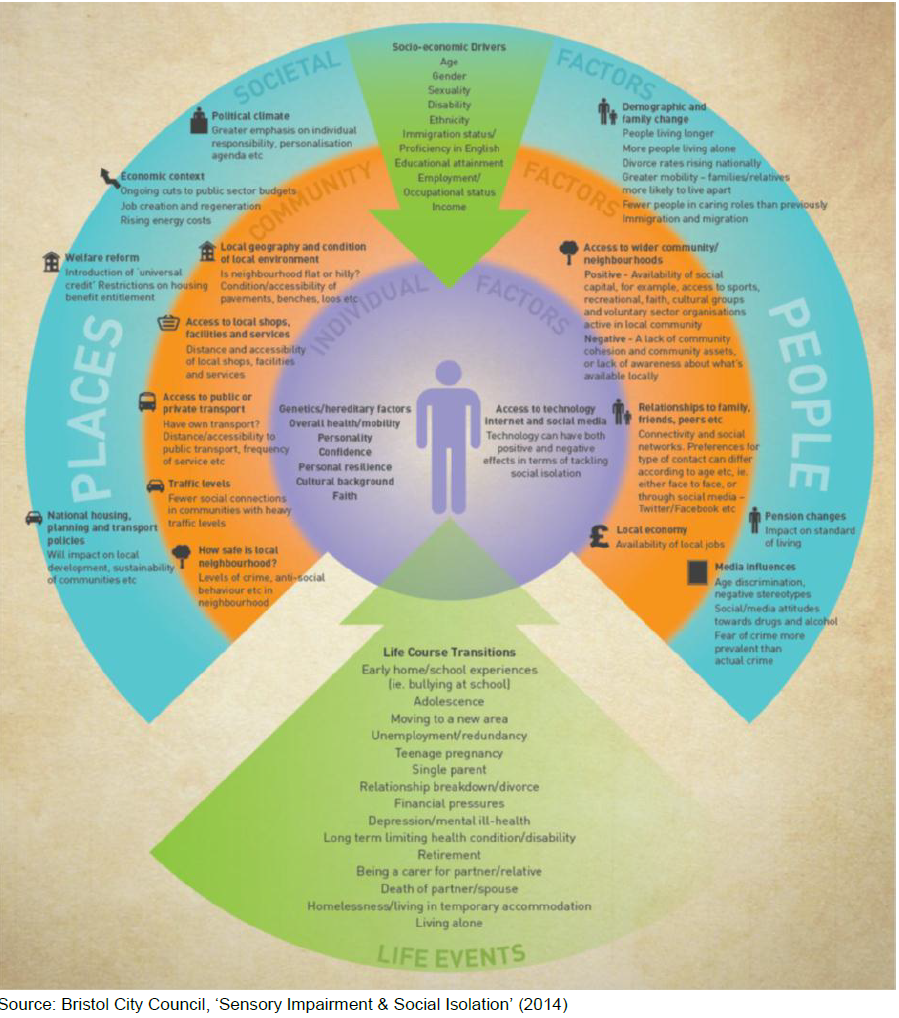 SOCIETAL
FACTORS
COMMUNITY
FACTORS
INDIVIDUAL
FACTORS
PLACES
PEOPLE
Socio-economic Drivers
Age
Gender
Sexuality
Disability
Ethnicity
Immigration status/
Proficiency in English
Educational attainment
Employment/
Occupational status
Income
Political climate
Greater emphasis on individual
responsibility, personalisation
agenda etc
Economic context
Ongoing cuts to public sector budgets
Job creation and regeneration
Rising energy costs
Welfare reform
Introduction of 'universal
credit' Restrictions on housing
benefit entitlement
National housing,
planning and transport
policies
Will impact on local
development, sustainability
of communities etc
Local geography and condition
of local environment
Is neighbourhood flat or hilly?
Condition/accessibility of
pavements, benches, loos etc
Access to local shops,
facilities and services
Distance and accessibility
of local shops, facilities
and services
Access to public or
private transport
Have own transport?
Distance/accessibility to
public transport, frequency
of service etc
Traffic levels
Fewer social connections
in communities with heavy
traffic levels
How safe is local
neighbourhood?
Levels of crime, anti-social
behaviour etc in
neighbourhood
Genetics/hereditary factors
Overall health/mobility
Personality
Confidence
Personal resilience
Cultural background
Faith
Access to technology
Internet and social media
Technology can have both
positive and negative
effects in terms of tackling
social isolation
Demographic and
family change
People living longer
More people living alone
Divorce rates rising nationally
Greater mobility – families/relatives
more likely to live apart
Fewer people in caring roles than previously
Immigration and migration
Access to wider community/
neighbourhoods
Positive - Availability of social
capital, for example, access to sports,
recreational, faith, cultural groups
and voluntary sector organisations
active in local community
Negative – A lack of community
cohesion and community assets,
or lack of awareness about what's
available locally
Relationships to family,
friends, peers etc
Connectivity and social
networks. Preferences for
type of contact can differ
according to age etc, ie.
either face to face, or
through social media –
Twitter/Facebook etc
Local economy
Availability of local jobs
Pension changes
Impact on standard
of living
Media influences
Age discrimination,
negative stereotypes
Social/media attitudes
towards drugs and alcohol
Fear of crime more
prevalent than
actual crime
Life Course Transitions
Early home/school experiences
(ie. bullying at school)
Adolescence
Moving to a new area
Unemployment/redundancy
Teenage pregnancy
Single parent
Relationship breakdown/divorce
Financial pressures
Depression/mental ill-health
Long term limiting health condition/disability
Retirement
Being a carer for partner/relative
Death of partner/spouse
Homelessness/living in temporary accommodation
Living alone
LIFE EVENTS
Source: Bristol City Council, 'Sensory Impairment & Social Isolation' (2014)